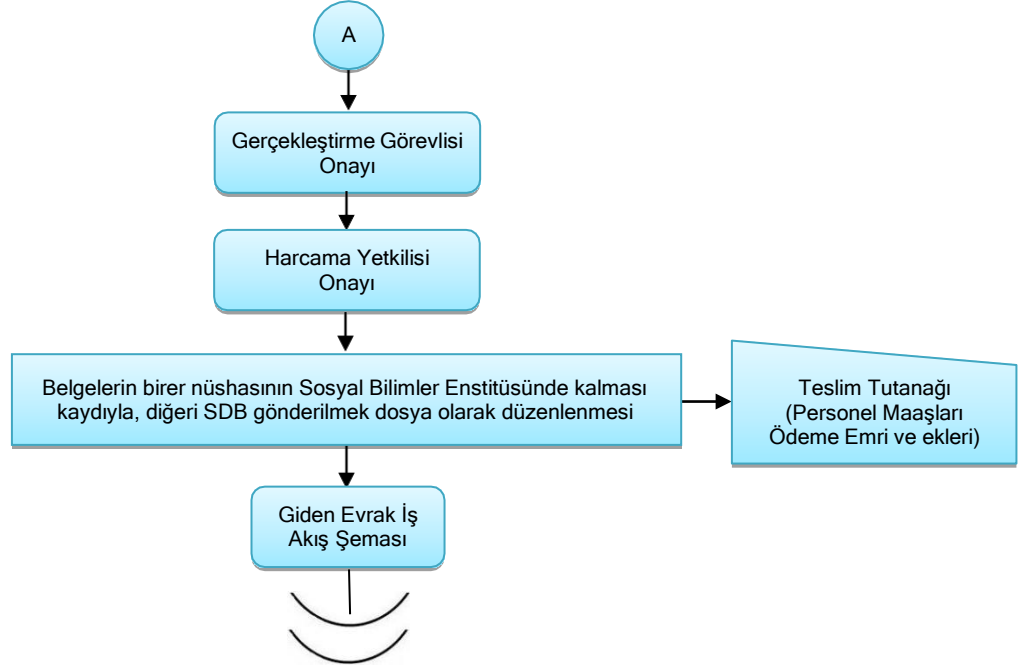 A
Gerçekleştirme Görevlisi
Onayı
Harcama Yetkilisi
Onayı
Belgelerin birer nüshasının Sosyal Bilimler Enstitüsünde kalması
kaydıyla, diğeri SDB gönderilmek dosya olarak düzenlenmesi
Teslim Tutanağı
(Personel Maaşları
Ödeme Emri ve ekleri)
Giden Evrak İş
Akış Şeması